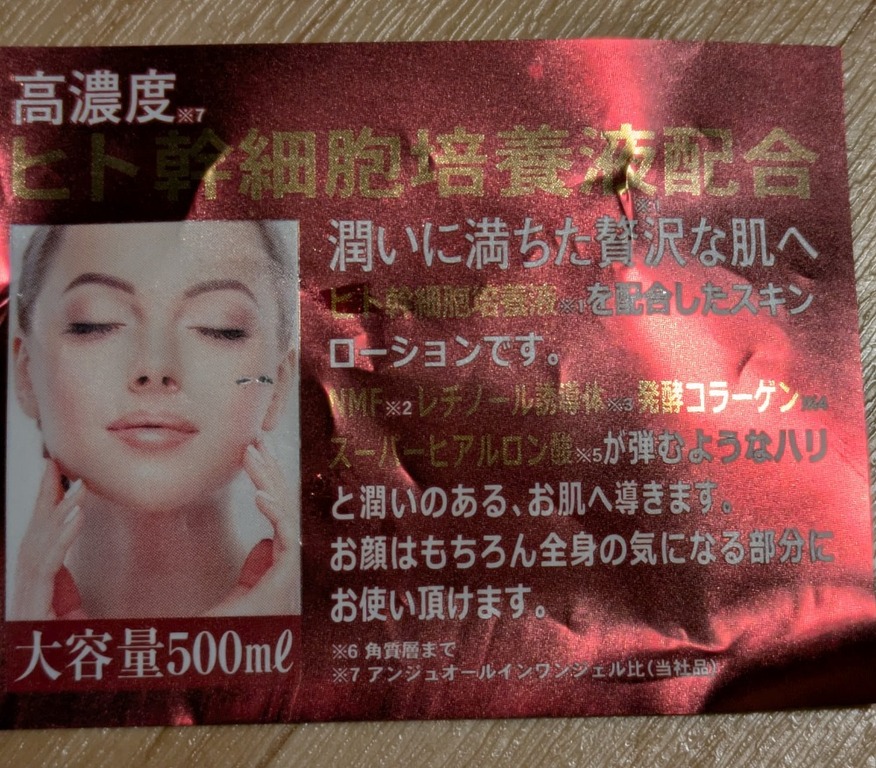 高濃度※7
ヒト幹細胞培養液配合
※1
潤いに満ちた贅沢な肌へ
ヒト幹細胞培養液※1を配合したスキン
ローションです。
NMF※2レチノール誘導体※3発酵コラーゲン※4
スーパーヒアルロン酸※5が弾むようなハリ
と潤いのある、お肌へ導きます。
お顔はもちろん全身の気になる部分に
お使い頂けます。
大容量500mℓ
※6 角質層まで
※7 アンジュオールインワンジェル比(当社品)